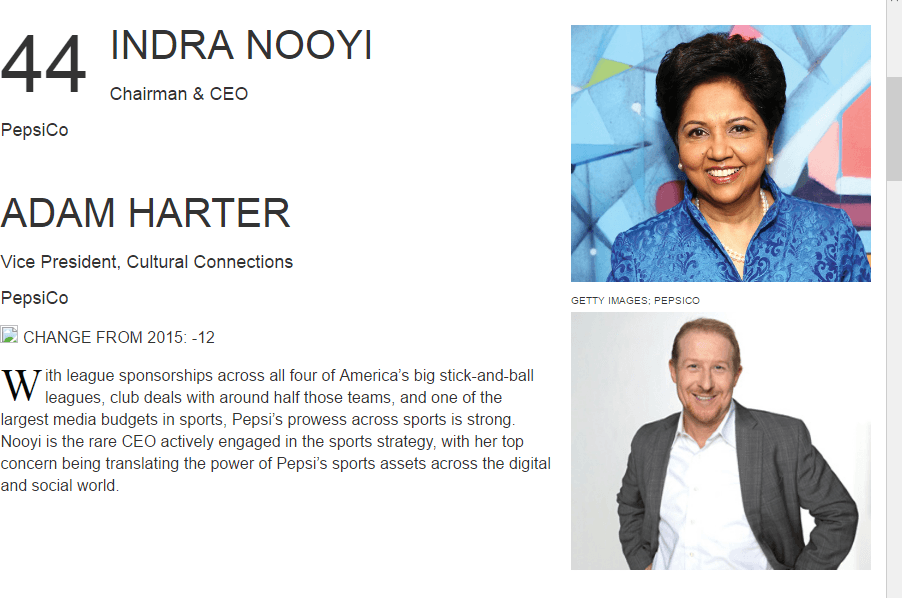 44
INDRA NOOYI
Chairman & CEO
PepsiCo
ADAM HARTER
Vice President, Cultural Connections
PepsiCo
CHANGE FROM 2015: -12
With league sponsorships across all four of America’s big stick-and-ball
leagues, club deals with around half those teams, and one of the
largest media budgets in sports, Pepsi’s prowess across sports is strong.
Nooyi is the rare CEO actively engaged in the sports strategy, with her top
concern being translating the power of Pepsi’s sports assets across the digital
and social world.
GETTY IMAGES; PEPSICO